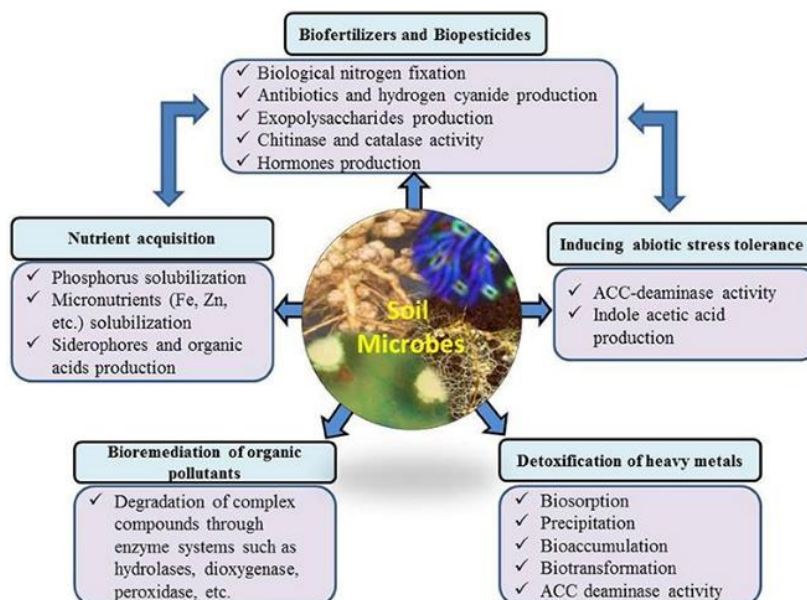 Biofertilizers and Biopesticides
✓ Biological nitrogen fixation
✓ Antibiotics and hydrogen cyanide production
✓ Exopolysaccharides production
✓ Chitinase and catalase activity
✓ Hormones production
Nutrient acquisition
✓ Phosphorus solubilization
✓ Micronutrients (Fe, Zn,
etc.) solubilization
✓ Siderophores and organic
acids production
Soil
Microbes
Inducing abiotic stress tolerance
✓ ACC-deaminase activity
✓ Indole acetic acid
production
Bioremediation of organic
pollutants
✓ Degradation of complex
compounds through
enzyme systems such as
hydrolases, dioxygenase,
peroxidase, etc.
Detoxification of heavy metals
✓ Biosorption
✓ Precipitation
✓ Bioaccumulation
✓ Biotransformation
✓ ACC deaminase activity